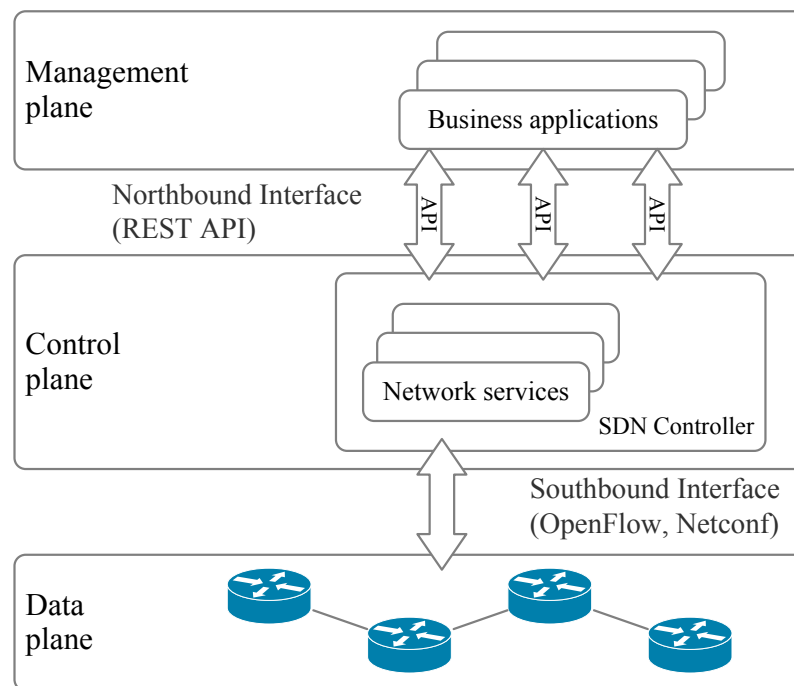 Management
plane
Business applications
Northbound Interface
(REST API)
API
API
API
Control
plane
Network services
SDN Controller
Southbound Interface
(OpenFlow, Netconf)
Data
plane